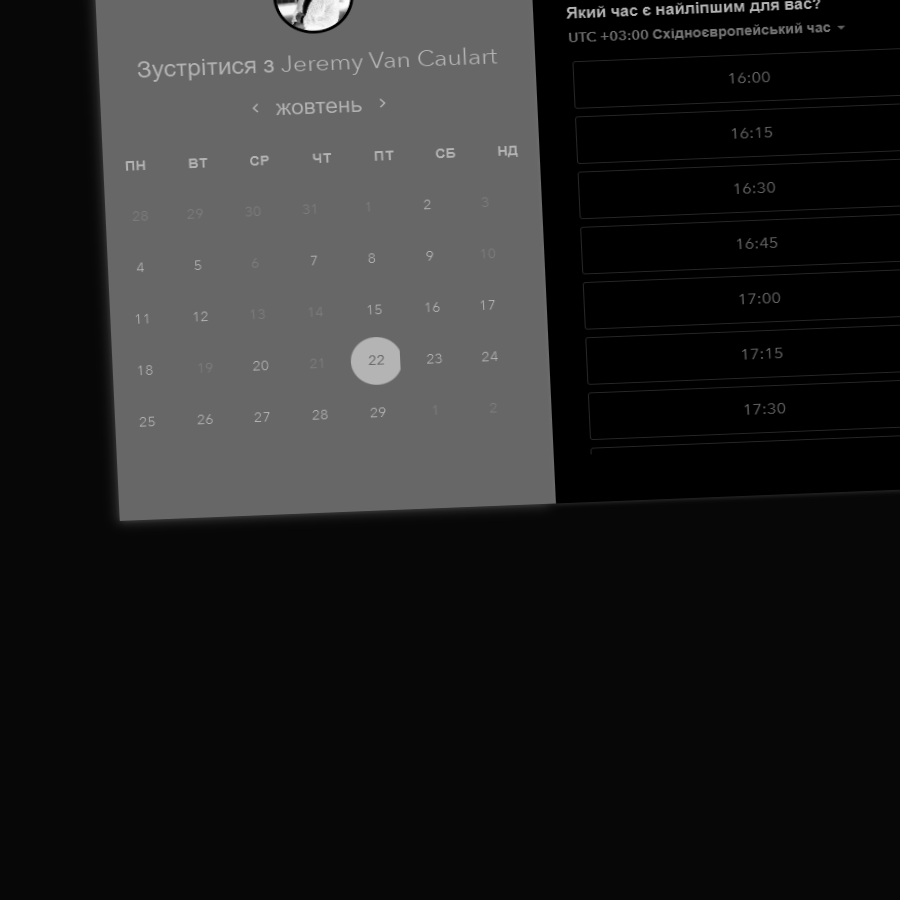 Зустрітися з Jeremy Van Caulart
‹ жовтень ›
ПН ВТ СР ЧТ ПТ СБ НД
28 29 30 31 1 2 3
4 5 6 7 8 9 10
11 12 13 14 15 16 17
18 19 20 21 22 23 24
25 26 27 28 29 1 2
Який час є найліпшим для вас?
UTC +03:00 Східноєвропейський час
16:00
16:15
16:30
16:45
17:00
17:15
17:30